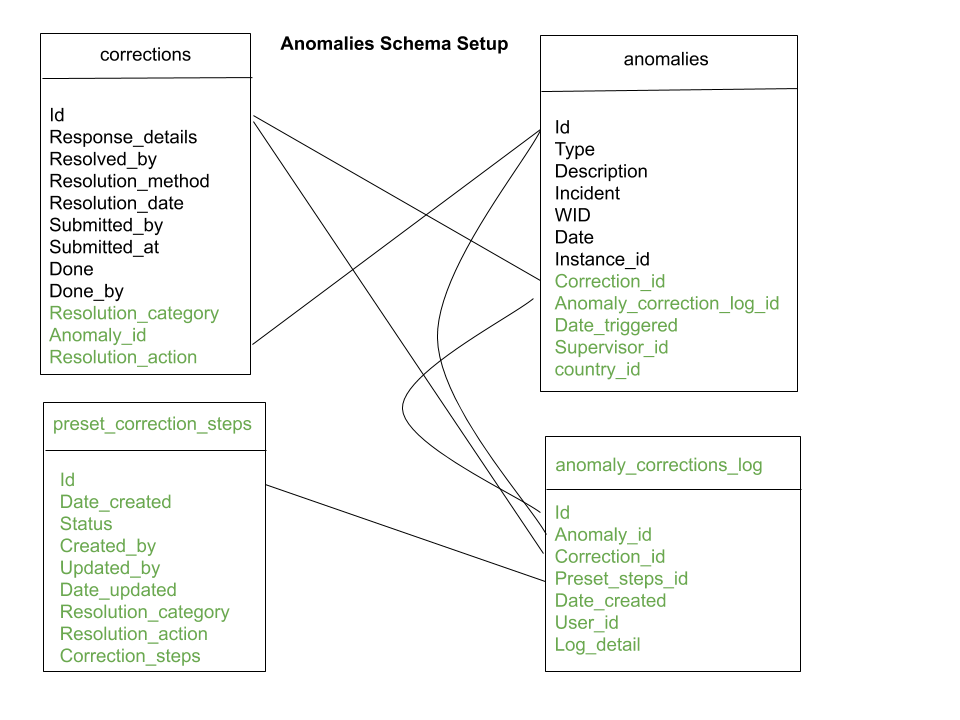 Anomalies Schema Setup
corrections
Id
Response_details
Resolved_by
Resolution_method
Resolution_date
Submitted_by
Submitted_at
Done
Done_by
Resolution_category
Anomaly_id
Resolution_action
anomalies
Id
Type
Description
Incident
WID
Date
Instance_id
Correction_id
Anomaly_correction_log_id
Date_triggered
Supervisor_id
country_id
preset_correction_steps
Id
Date_created
Status
Created_by
Updated_by
Date_updated
Resolution_category
Resolution_action
Correction_steps
anomaly_corrections_log
Id
Anomaly_id
Correction_id
Preset_steps_id
Date_created
User_id
Log_detail